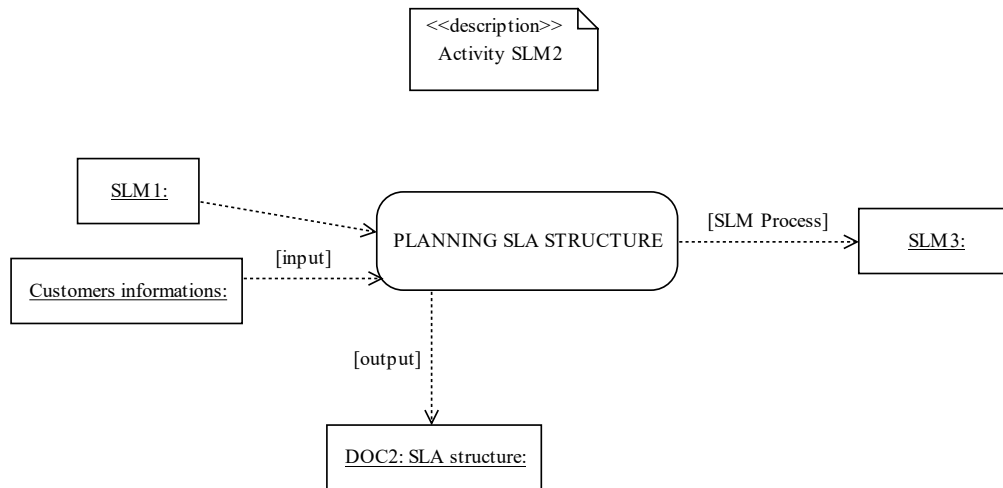 <<description>>
Activity SLM2
SLM1:
[SLM Process]
PLANNING SLA STRUCTURE
SLM3:
[input]
Customers informations:
[output]
DOC2: SLA structure: